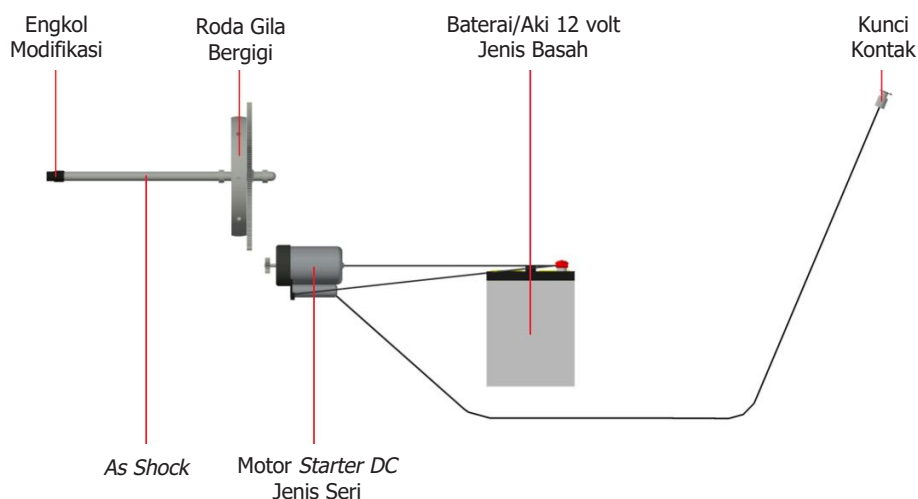 Engkol
Modifikasi
Roda Gila
Bergigi
Baterai/Aki 12 volt
Jenis Basah
Kunci
Kontak
As Shock
Motor Starter DC
Jenis Seri